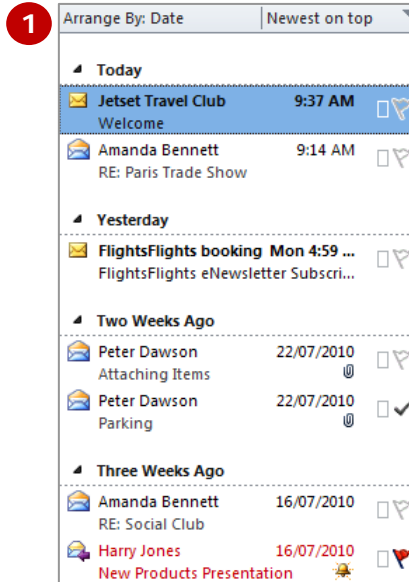 1
Arrange By: Date Newest on top
Today
Jetset Travel Club 9:37 AM
Welcome
Amanda Bennett 9:14 AM
RE: Paris Trade Show
Yesterday
FlightsFlights booking Mon 4:59 ...
FlightsFlights eNewsletter Subscri...
Two Weeks Ago
Peter Dawson 22/07/2010
Attaching Items
Peter Dawson 22/07/2010
Parking
Three Weeks Ago
Amanda Bennett 16/07/2010
RE: Social Club
Harry Jones 16/07/2010
New Products Presentation